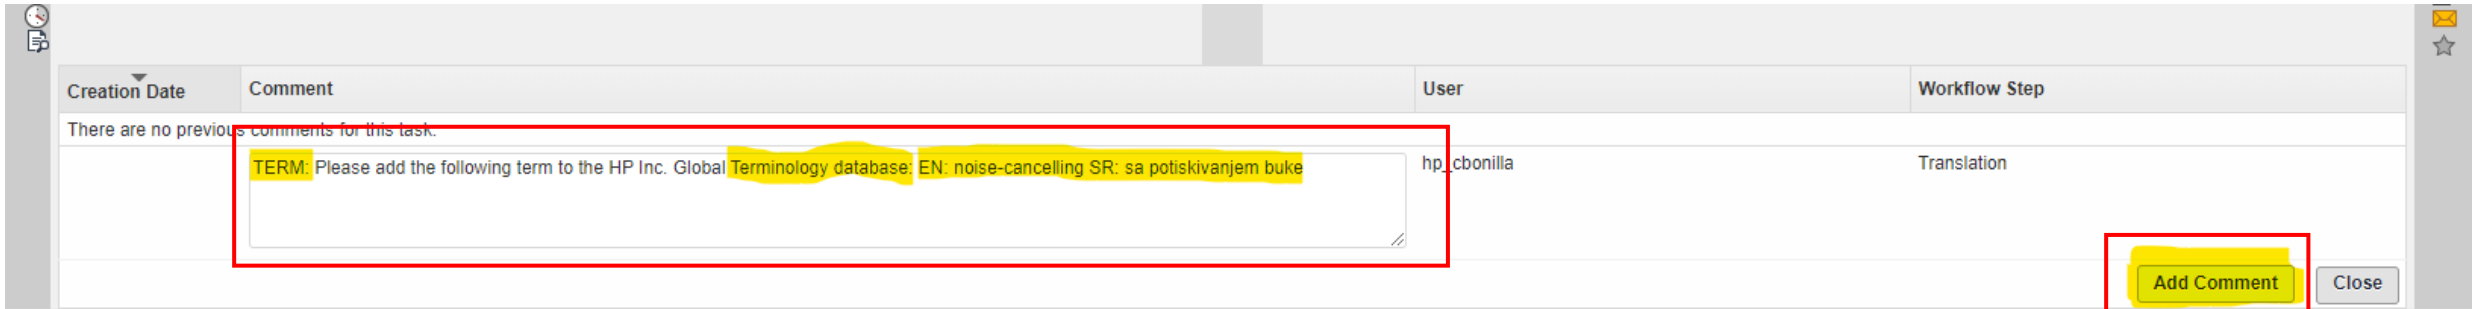 Creation Date Comment User Workflow Step
There are no previous comments for this task.
TERM: Please add the following term to the HP Inc. Global Terminology database: EN: noise-cancelling SR: sa potiskivanjem buke hp_cbonilla Translation
Add Comment Close